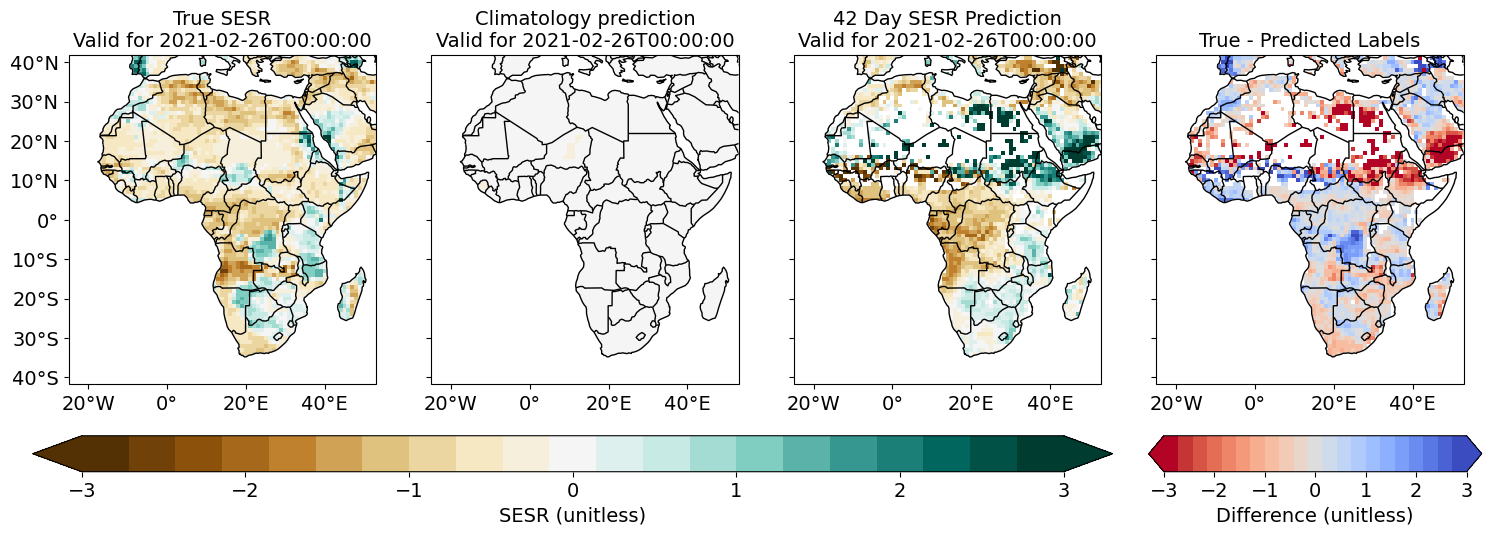 True SESR
Valid for 2021-02-26T00:00:00
Climatology prediction
Valid for 2021-02-26T00:00:00
42 Day SESR Prediction
Valid for 2021-02-26T00:00:00
True - Predicted Labels
40°N
30°N
20°N
10°N
0°
10°S
20°S
30°S
40°S
20°W 0° 20°E 40°E
20°W 0° 20°E 40°E
20°W 0° 20°E 40°E
20°W 0° 20°E 40°E
−3 −2 −1 0 1 2 3
SESR (unitless)
−3 −2 −1 0 1 2 3
Difference (unitless)